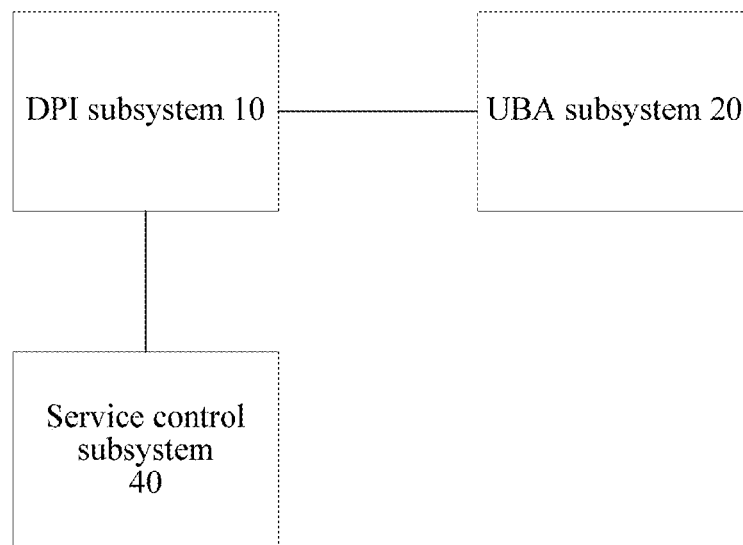 DPI subsystem 10
UBA subsystem 20
Service control
subsystem
40